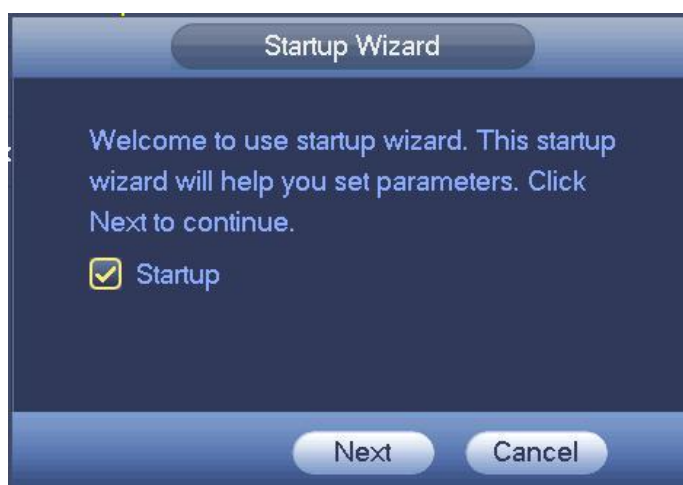 Startup Wizard
Welcome to use startup wizard. This startup
wizard will help you set parameters. Click
Next to continue.
Startup
Next
Cancel